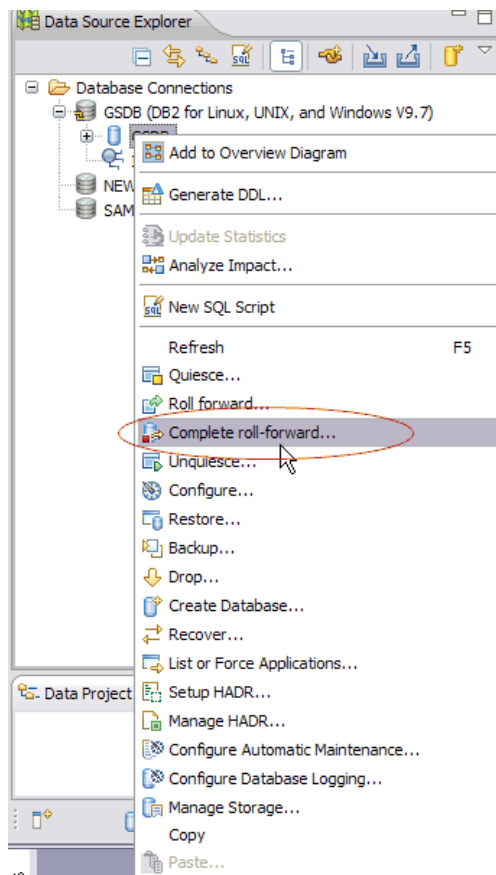 Data Source Explorer
Database Connections
GSDB (DB2 for Linux, UNIX, and Windows V9.7)
GSDB
NEW
SAM
Add to Overview Diagram
Generate DDL...
Update Statistics
Analyze Impact...
New SQL Script
Refresh F5
Quiesce...
Roll forward...
Complete roll-forward...
Unquiesce...
Configure...
Restore...
Backup...
Drop...
Create Database...
Recover...
List or Force Applications...
Setup HADR...
Manage HADR...
Configure Automatic Maintenance...
Configure Database Logging...
Manage Storage...
Copy
Paste...
Data Project